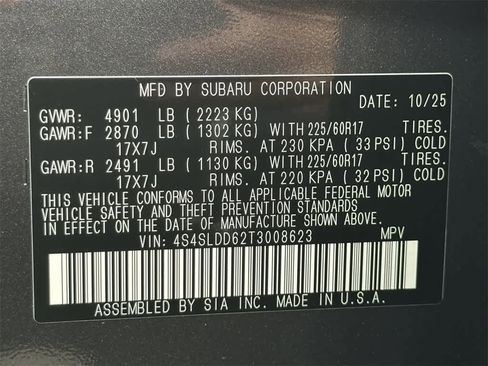 MFD BY SUBARU CORPORATION
DATE: 10/25
GVWR: 4901 LB (2223 KG)
GAWR:F 2870 LB (1302 KG) WITH 225/60R17 TIRES.
17X7J RIMS. AT 230 KPA (33 PSI) COLD
GAWR:R 2491 LB (1130 KG) WITH 225/60R17 TIRES.
17X7J RIMS. AT 220 KPA (32 PSI) COLD
THIS VEHICLE CONFORMS TO ALL APPLICABLE FEDERAL MOTOR
VEHICLE SAFETY AND THEFT PREVENTION STANDARDS
IN EFFECT ON THE DATE OF MANUFACTURE SHOWN ABOVE.
VIN: 4S4SLDD62T3008623 MPV
ASSEMBLED BY SIA INC. MADE IN U.S.A.